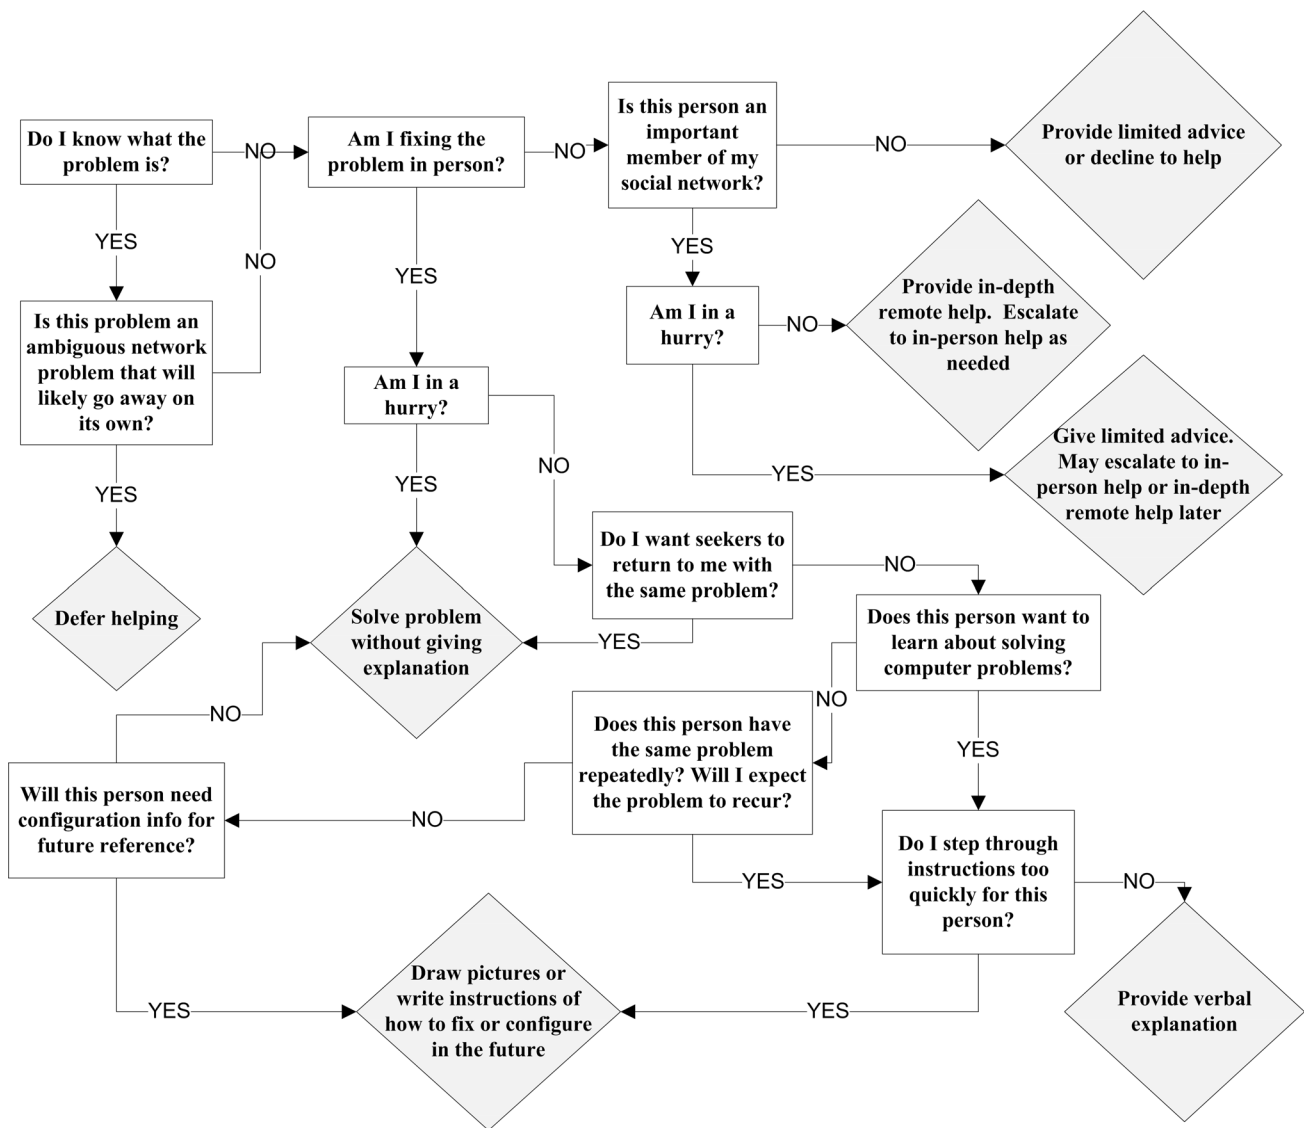 Do I know what the
problem is?
NO
Am I fixing the
problem in person?
NO
Is this person an
important
member of my
social network?
NO
Provide limited advice
or decline to help
YES
NO
YES
YES
Is this problem an
ambiguous network
problem that will
likely go away on
its own?
Am I in a
hurry?
NO
Provide in-depth
remote help.  Escalate
to in-person help as
needed
Am I in a
hurry?
YES
YES
NO
YES
Give limited advice.
May escalate to in-
person help or in-depth
remote help later
Defer helping
Solve problem
without giving
explanation
YES
Do I want seekers to
return to me with
the same problem?
NO
Does this person want to
learn about solving
computer problems?
NO
NO
YES
Does this person have
the same problem
repeatedly? Will I expect
the problem to recur?
Will this person need
configuration info for
future reference?
NO
YES
Do I step through
instructions too
quickly for this
person?
NO
YES
Draw pictures or
write instructions of
how to fix or configure
in the future
YES
Provide verbal
explanation